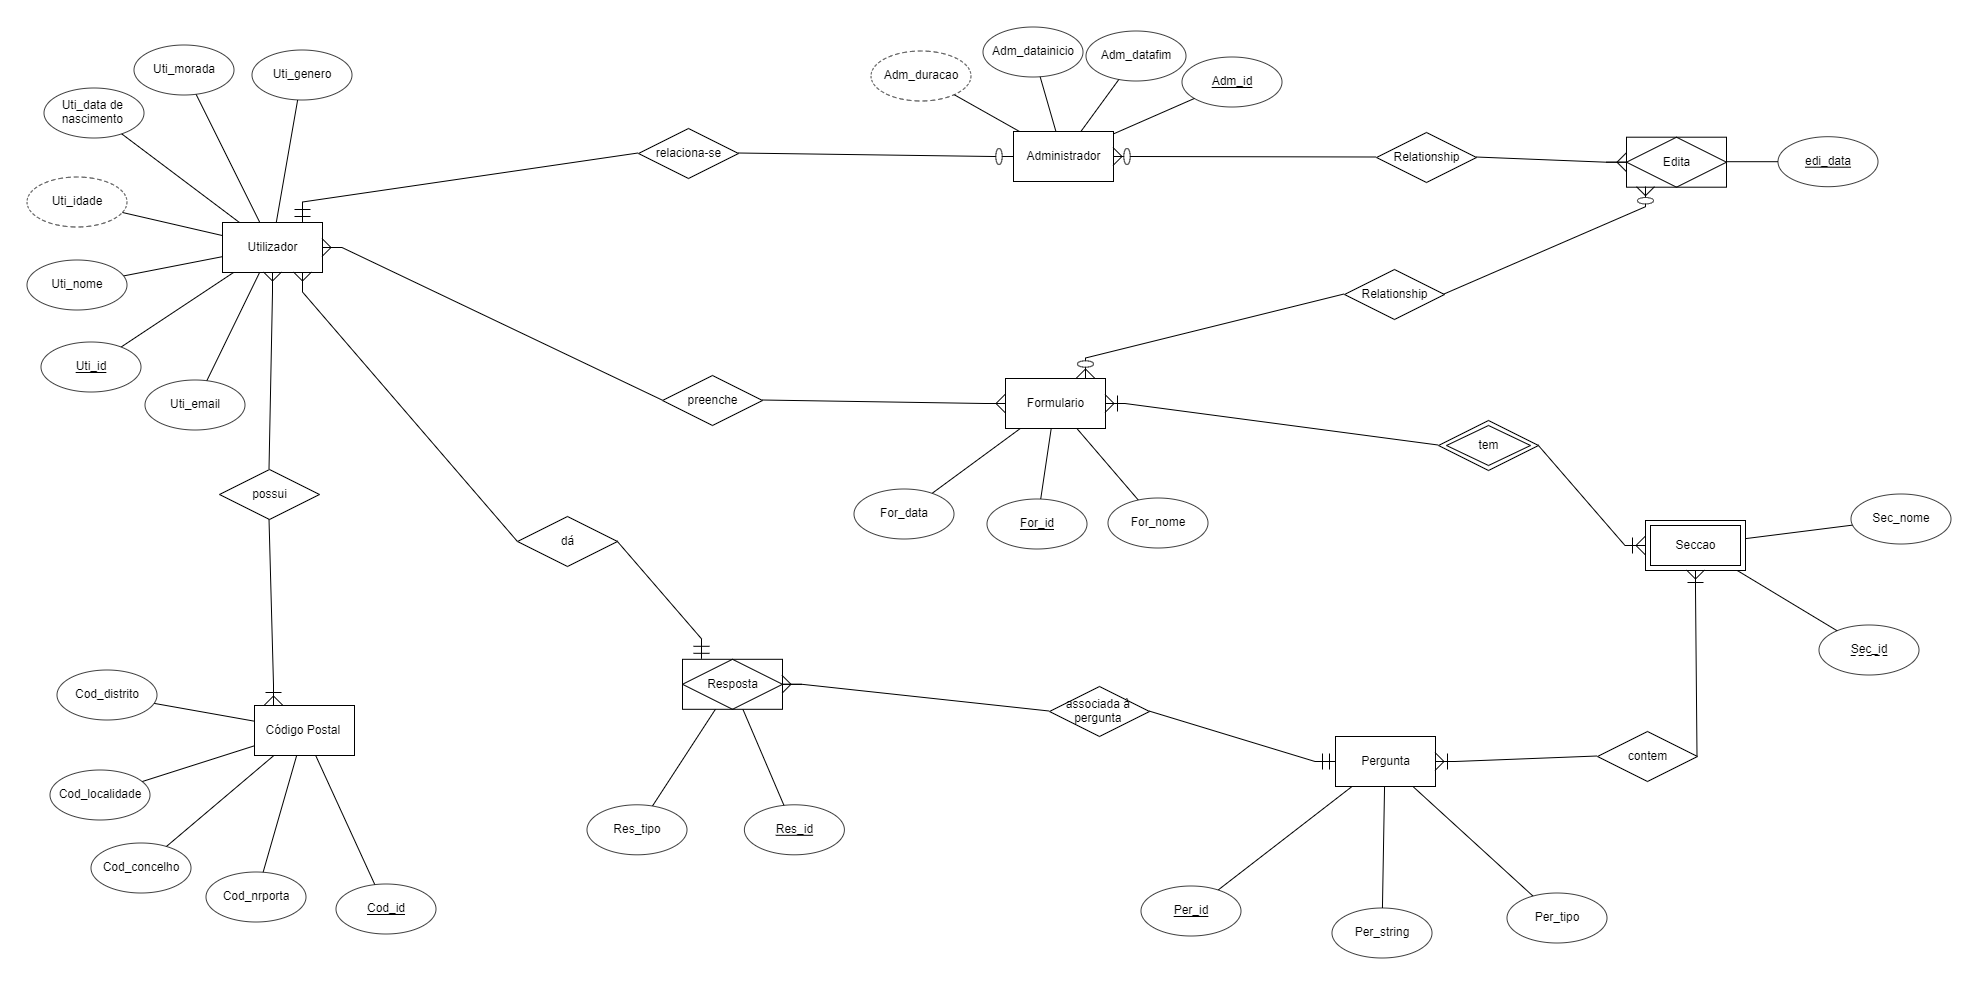 Uti_morada
Uti_genero
Uti_data de
nascimento
Uti_idade
Utilizador
Uti_nome
Uti_id
Uti_email
relaciona-se
Adm_duracao
Adm_datainicio
Adm_datafim
Adm_id
Administrador
Relationship
Edita
edi_data
Relationship
preenche
Formulario
For_data
For_id
For_nome
tem
Seccao
Sec_nome
Sec_id
possui
dá
Resposta
Res_tipo
Res_id
associada à
pergunta
Pergunta
contem
Per_id
Per_string
Per_tipo
Código Postal
Cod_distrito
Cod_localidade
Cod_concelho
Cod_nrporta
Cod_id